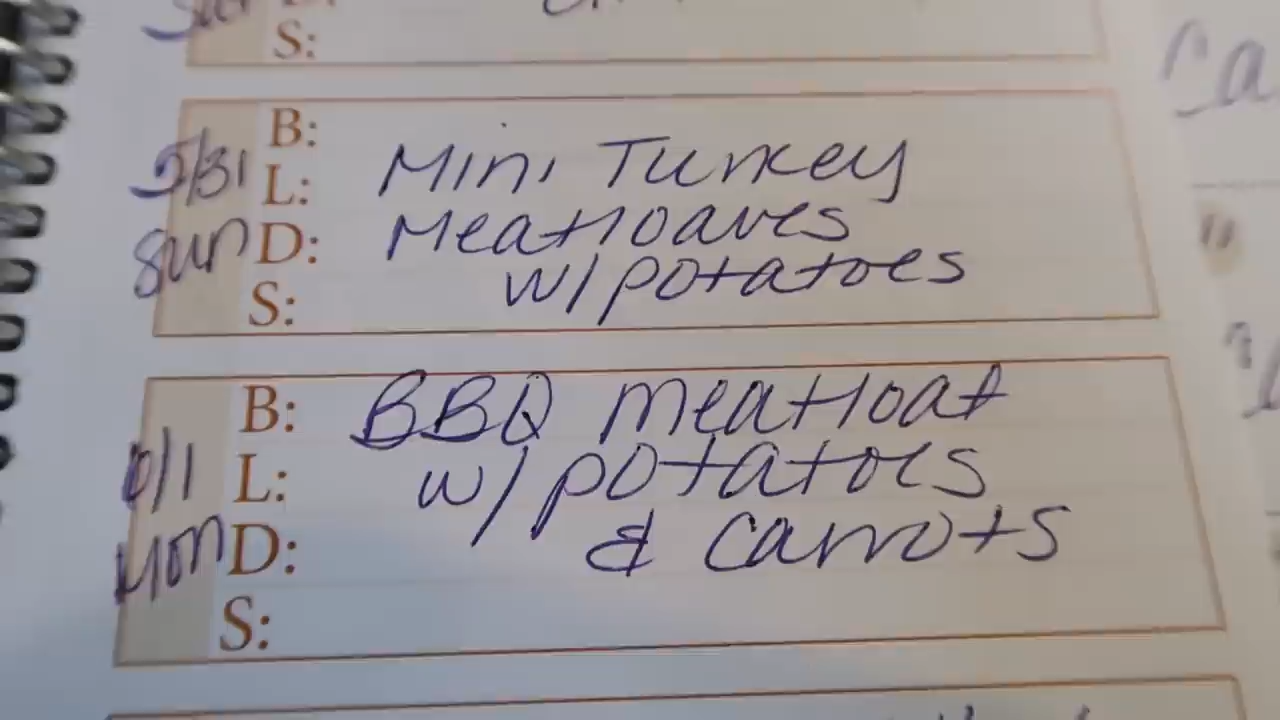 S:
B:
5/31 L: Mini Turkey
Sun D: Meatloaves
w/potatoes
S:
B: BBQ meatloaf
6/1 L: w/potatoes
Mon D: & carrots
S: